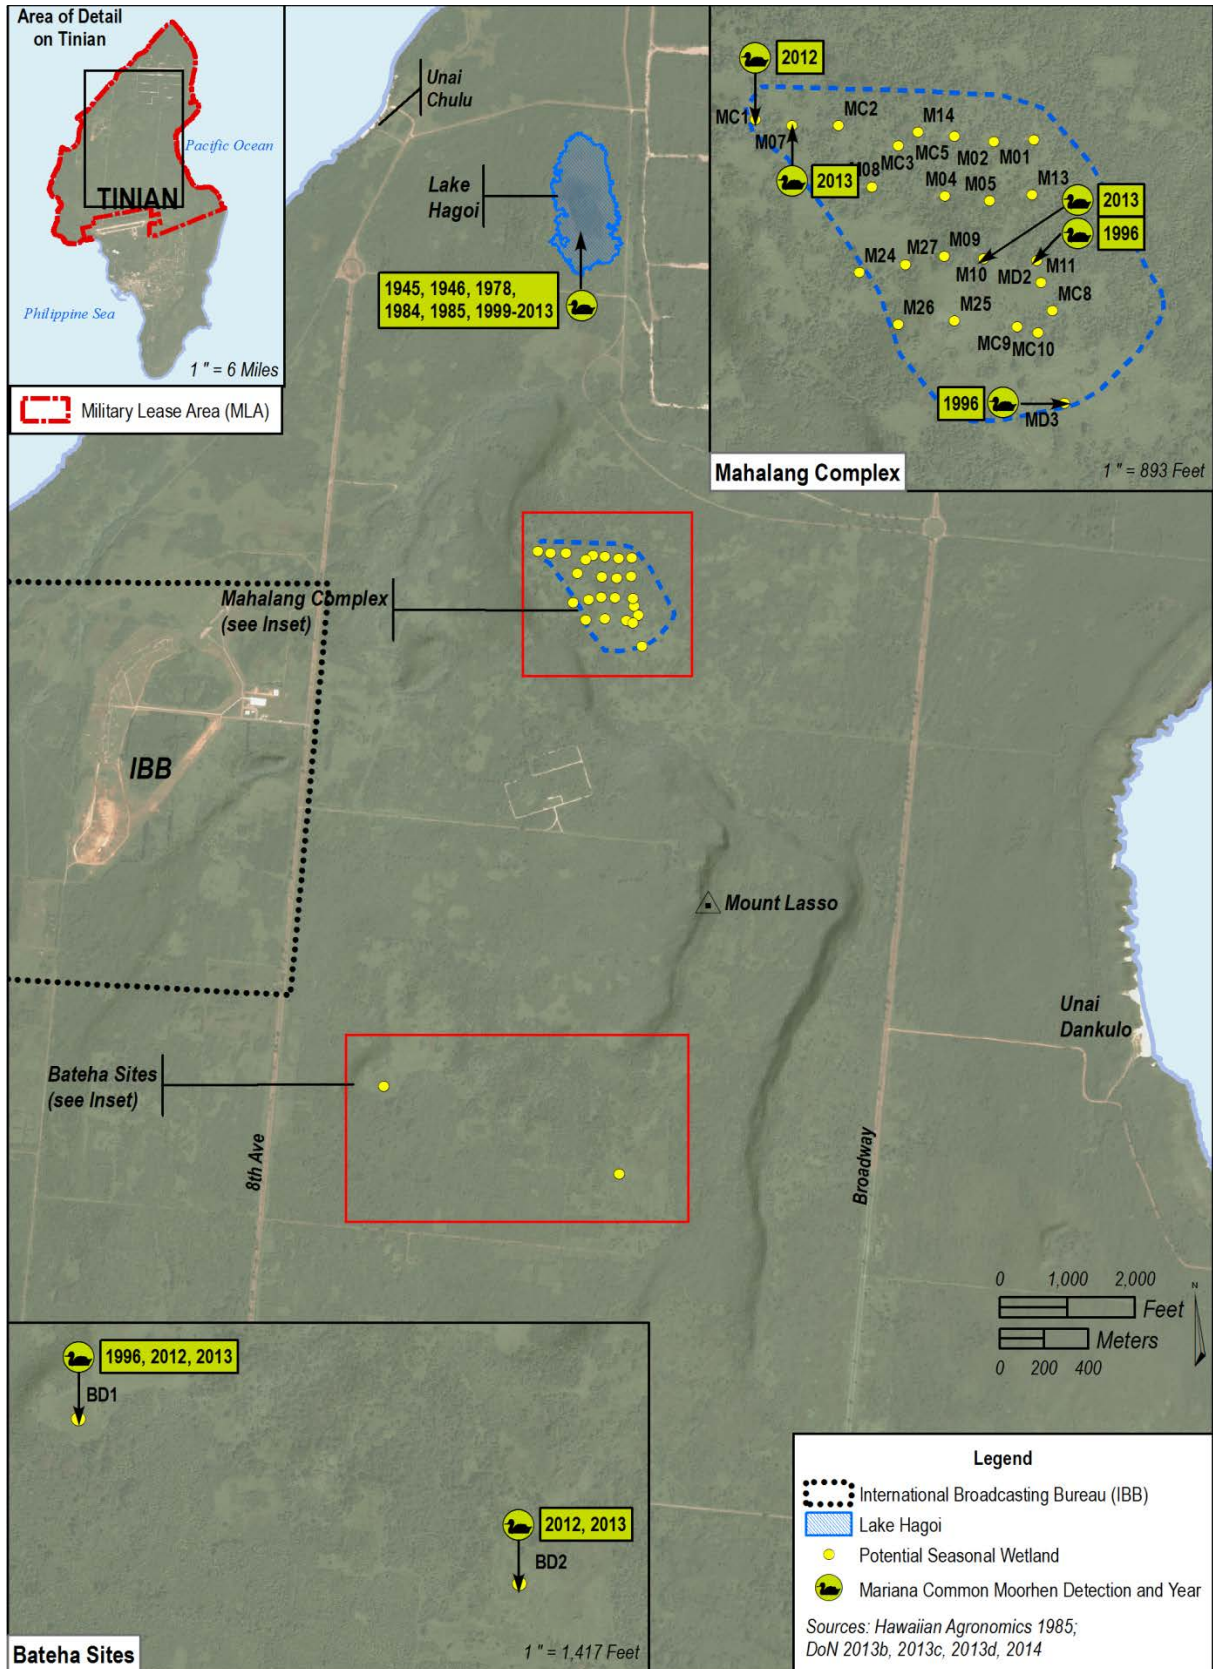 Area of Detail
on Tinian
Pacific Ocean
TINIAN
Philippine Sea
1 " = 6 Miles
Military Lease Area (MLA)
Unai
Chulu
Lake
Hagoi
1945, 1946, 1978,
1984, 1985, 1999-2013
2012
MC1
M07
MC2
M14
MC3
MC5
M02
M01
2013
M08
M04
M05
M13
2013
1996
M24
M27
M09
M10
MD2
M11
M26
M25
MC8
MC9
MC10
1996
MD3
Mahalang Complex
1 " = 893 Feet
Mahalang Complex
(see Inset)
IBB
Mount Lasso
Unai
Dankulo
Bateha Sites
(see Inset)
8th Ave
Broadway
0 1,000 2,000
Feet
Meters
0 200 400
N
1996, 2012, 2013
BD1
2012, 2013
BD2
Bateha Sites
1 " = 1,417 Feet
Legend
International Broadcasting Bureau (IBB)
Lake Hagoi
Potential Seasonal Wetland
Mariana Common Moorhen Detection and Year
Sources: Hawaiian Agronomics 1985;
DoN 2013b, 2013c, 2013d, 2014